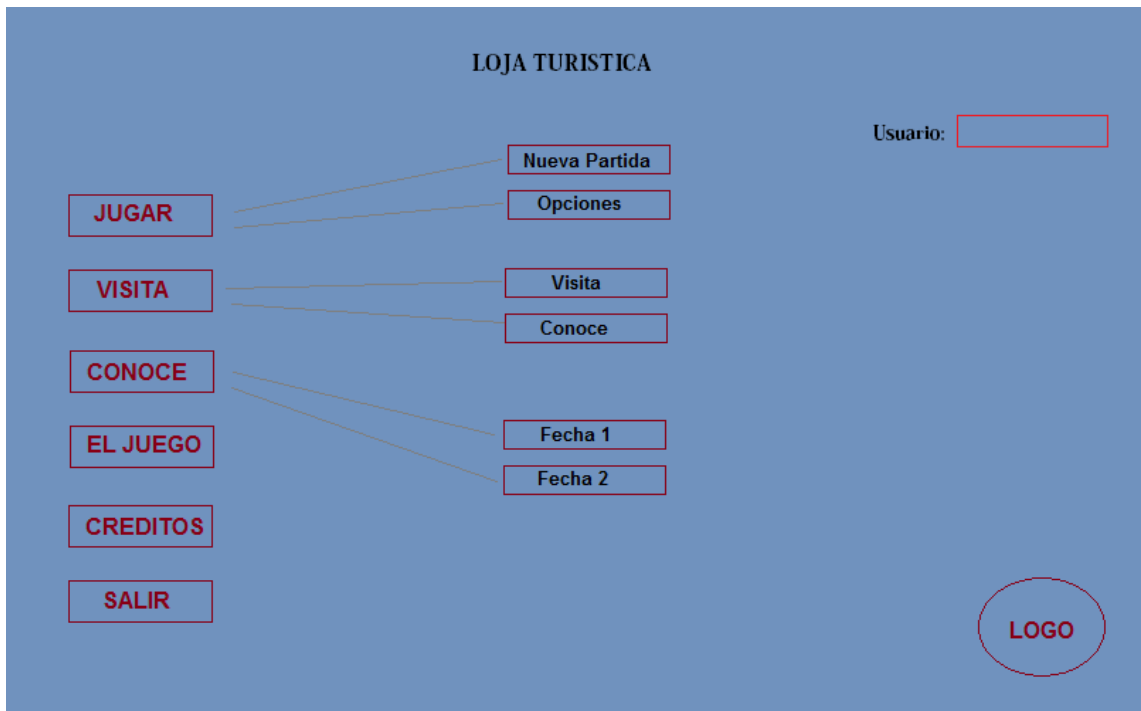 LOJA TURISTICA
Usuario:
JUGAR
Nueva Partida
Opciones
VISITA
Visita
Conoce
CONOCE
Fecha 1
Fecha 2
EL JUEGO
CREDITOS
SALIR
LOGO